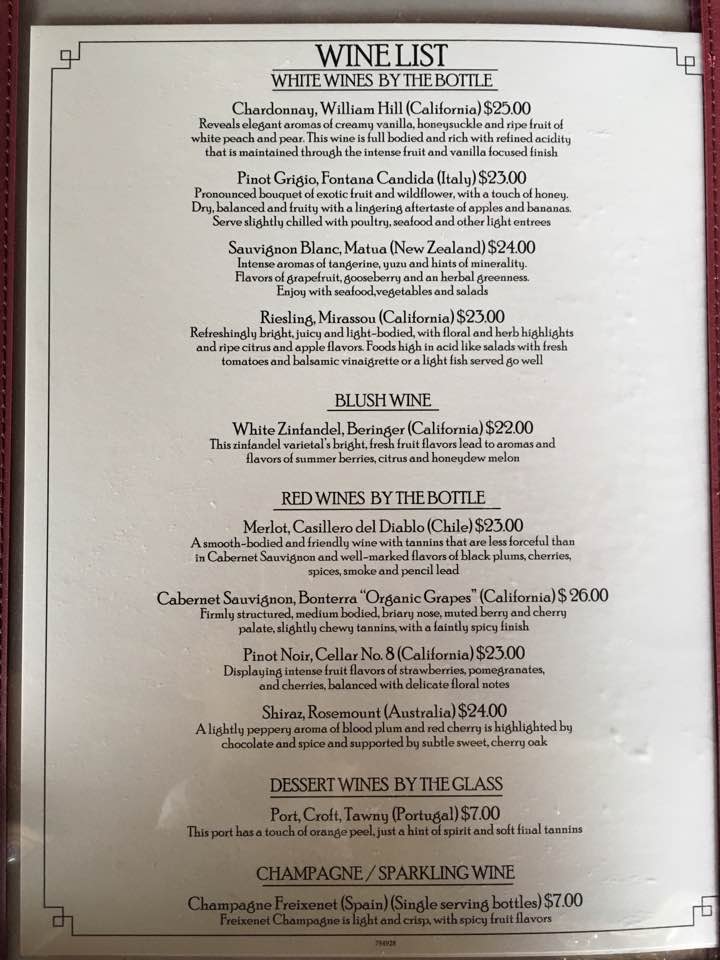 WINE LIST
WHITE WINES BY THE BOTTLE
Chardonnay, William Hill (California) $25.00
Reveals elegant aromas of creamy vanilla, honeysuckle and ripe fruit of
white peach and pear. This wine is full bodied and rich with refined acidity
that is maintained through the intense fruit and vanilla focused finish
Pinot Grigio, Fontana Candida (Italy) $23.00
Pronounced bouquet of exotic fruit and wildflower, with a touch of honey.
Dry, balanced and fruity with a lingering aftertaste of apples and bananas.
Serve slightly chilled with poultry, seafood and other light entrees
Sauvignon Blanc, Matua (New Zealand) $24.00
Intense aromas of tangerine, yuzu and hints of minerality.
Flavors of grapefruit, gooseberry and an herbal greenness.
Enjoy with seafood,vegetables and salads
Riesling, Mirassou (California) $23.00
Refreshingly bright, juicy and light-bodied, with floral and herb highlights
and ripe citrus and apple flavors. Foods high in acid like salads with fresh
tomatoes and balsamic vinaigrette or a light fish served go well
BLUSH WINE
White Zinfandel, Beringer (California) $22.00
This zinfandel varietal's bright, fresh fruit flavors lead to aromas and
flavors of summer berries, citrus and honeydew melon
RED WINES BY THE BOTTLE
Merlot, Casillero del Diablo (Chile) $23.00
A smooth-bodied and friendly wine with tannins that are less forceful than
in Cabernet Sauvignon and well-marked flavors of black plums, cherries,
spices, smoke and pencil lead
Cabernet Sauvignon, Bonterra "Organic Grapes" (California) $ 26.00
Firmly structured, medium bodied, briary nose, muted berry and cherry
palate, slightly chewy tannins, with a faintly spicy finish
Pinot Noir, Cellar No. 8 (California) $23.00
Displaying intense fruit flavors of strawberries, pomegranates,
and cherries, balanced with delicate floral notes
Shiraz, Rosemount (Australia) $24.00
A lightly peppery aroma of blood plum and red cherry is highlighted by
chocolate and spice and supported by subtle sweet, cherry oak
DESSERT WINES BY THE GLASS
Port, Croft, Tawny (Portugal) $7.00
This port has a touch of orange peel, just a hint of spirit and soft final tannins
CHAMPAGNE / SPARKLING WINE
Champagne Freixenet (Spain) (Single serving bottles) $7.00
Freixenet Champagne is light and crisp, with spicy fruit flavors
794928